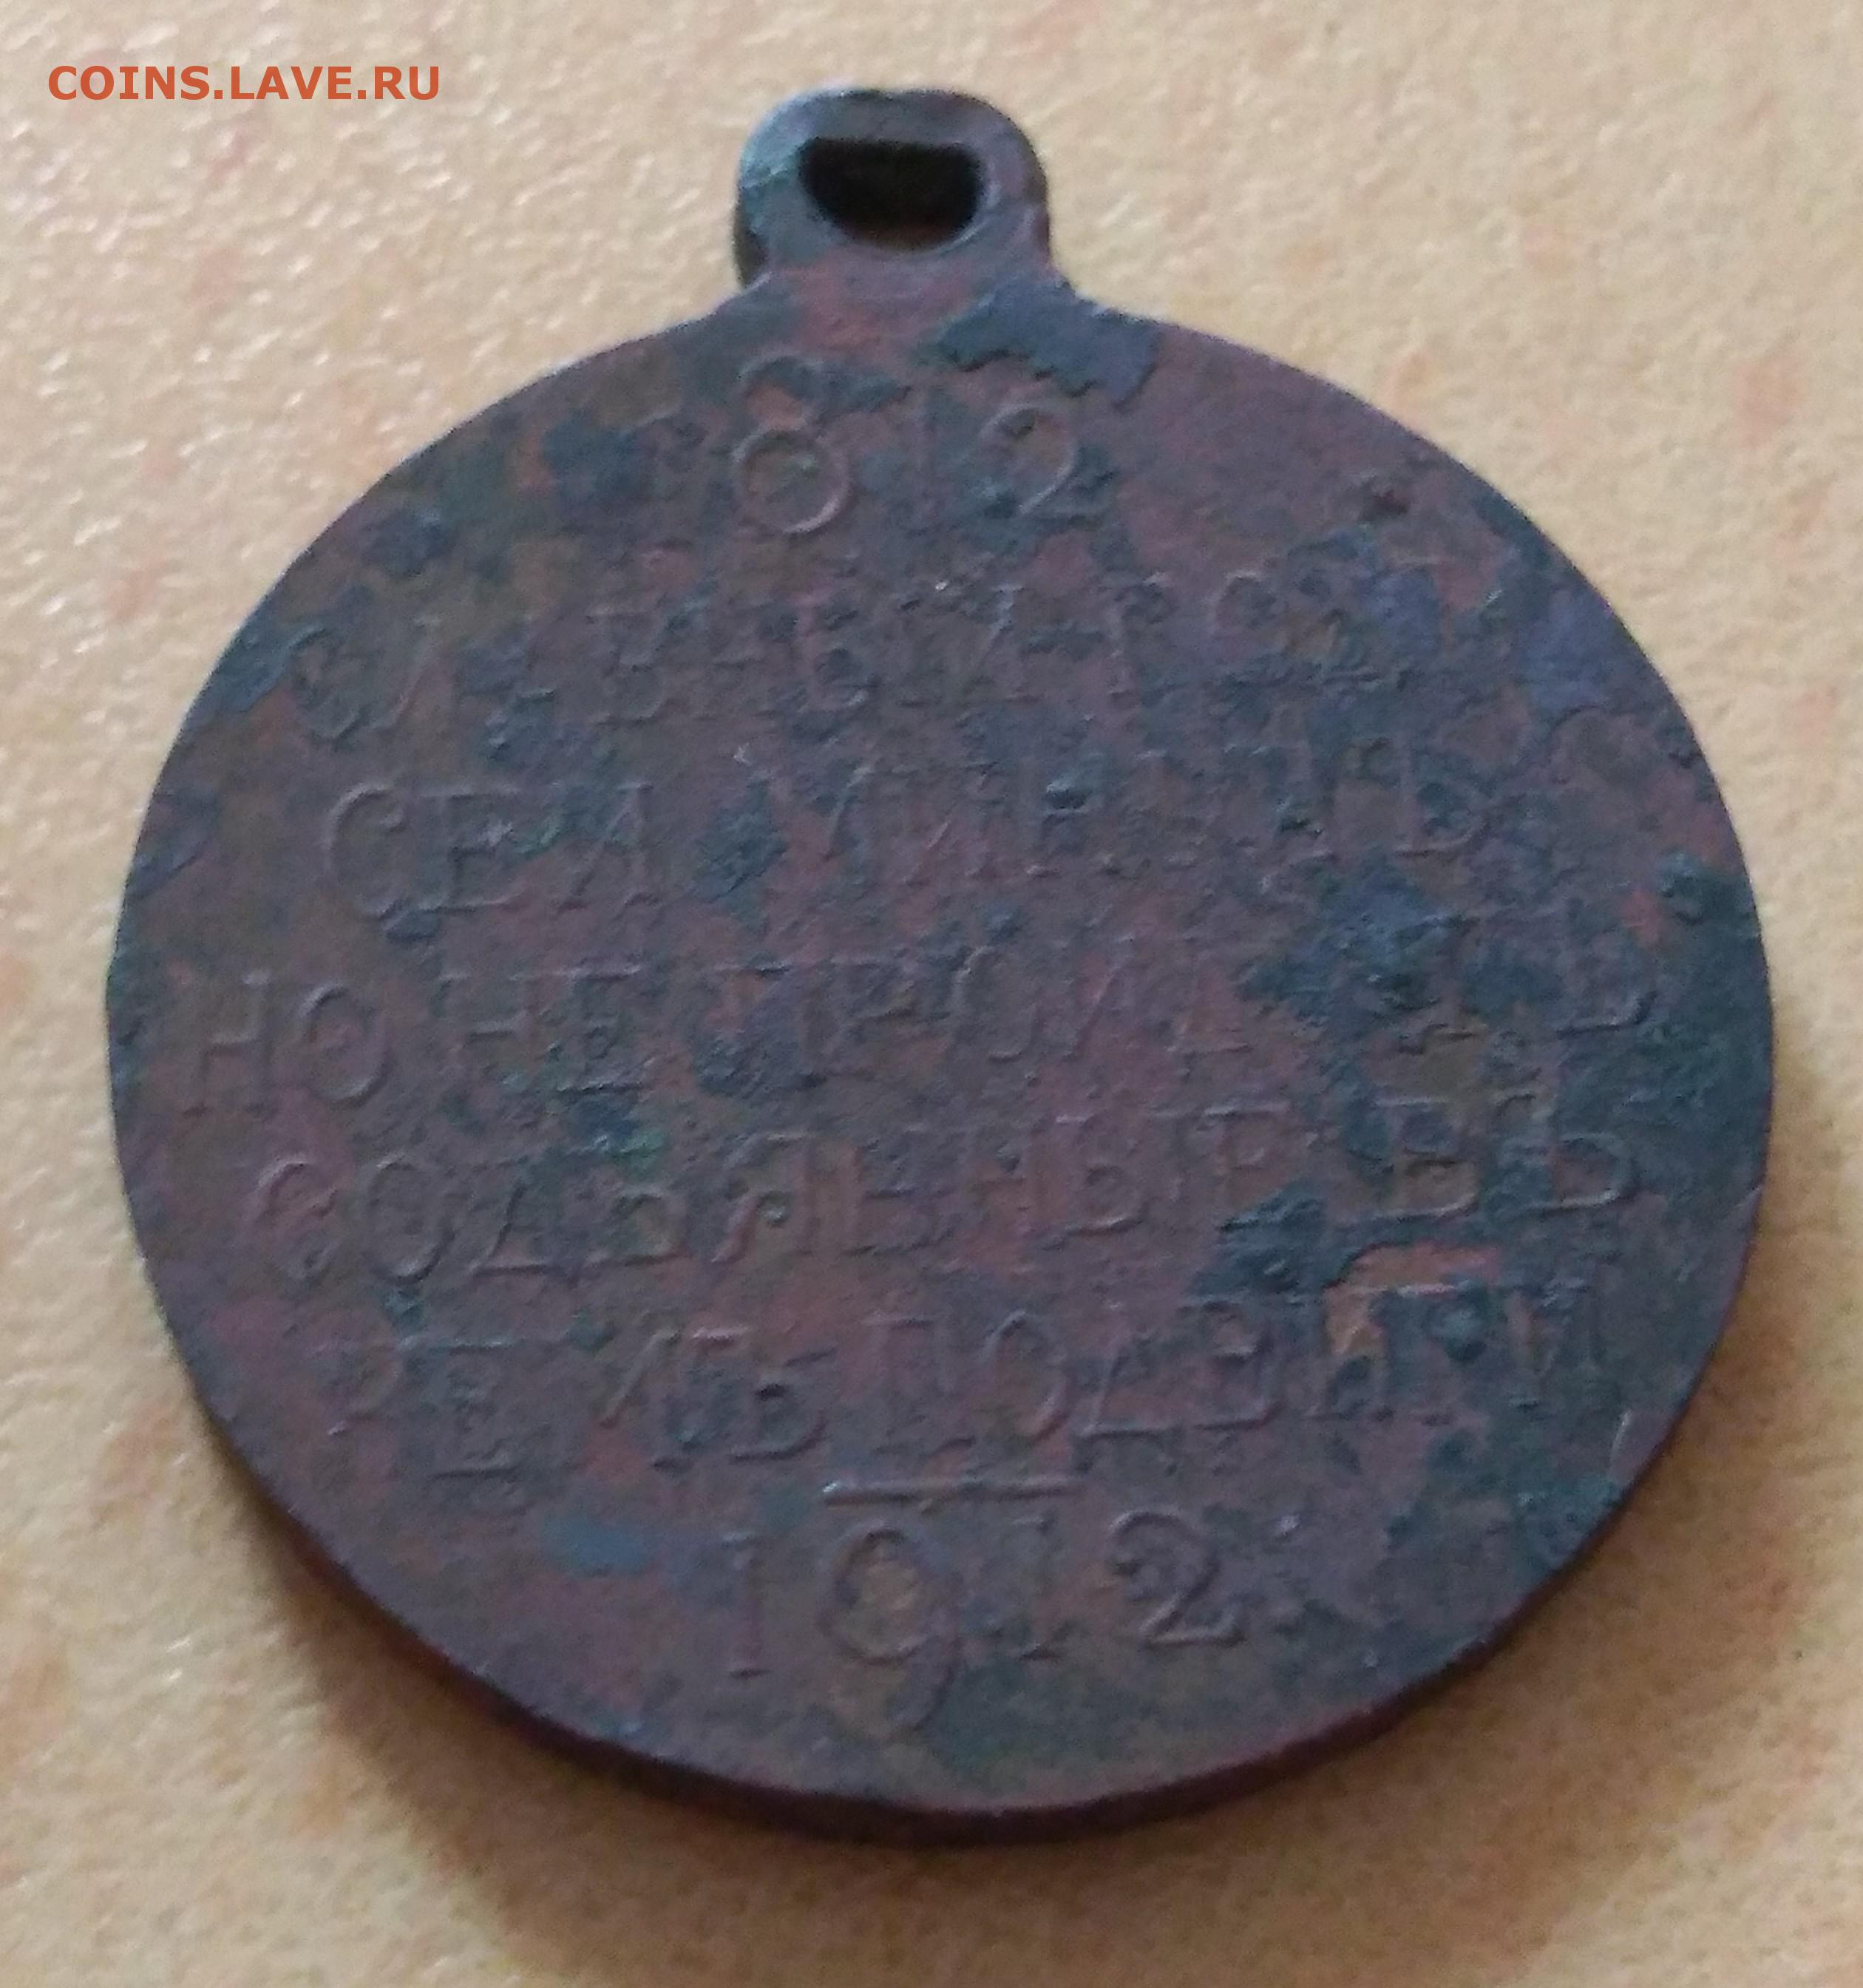 COINS.LAVE.RU
1812
СЛАВНЫЙ ГОДЪ
СЕЙ МИНУЛЪ,
НО НЕ ПРОЙДУТЪ
СОДѢЯННЫЕ ВЪ
НЕМЪ ПОДВИГИ
1912